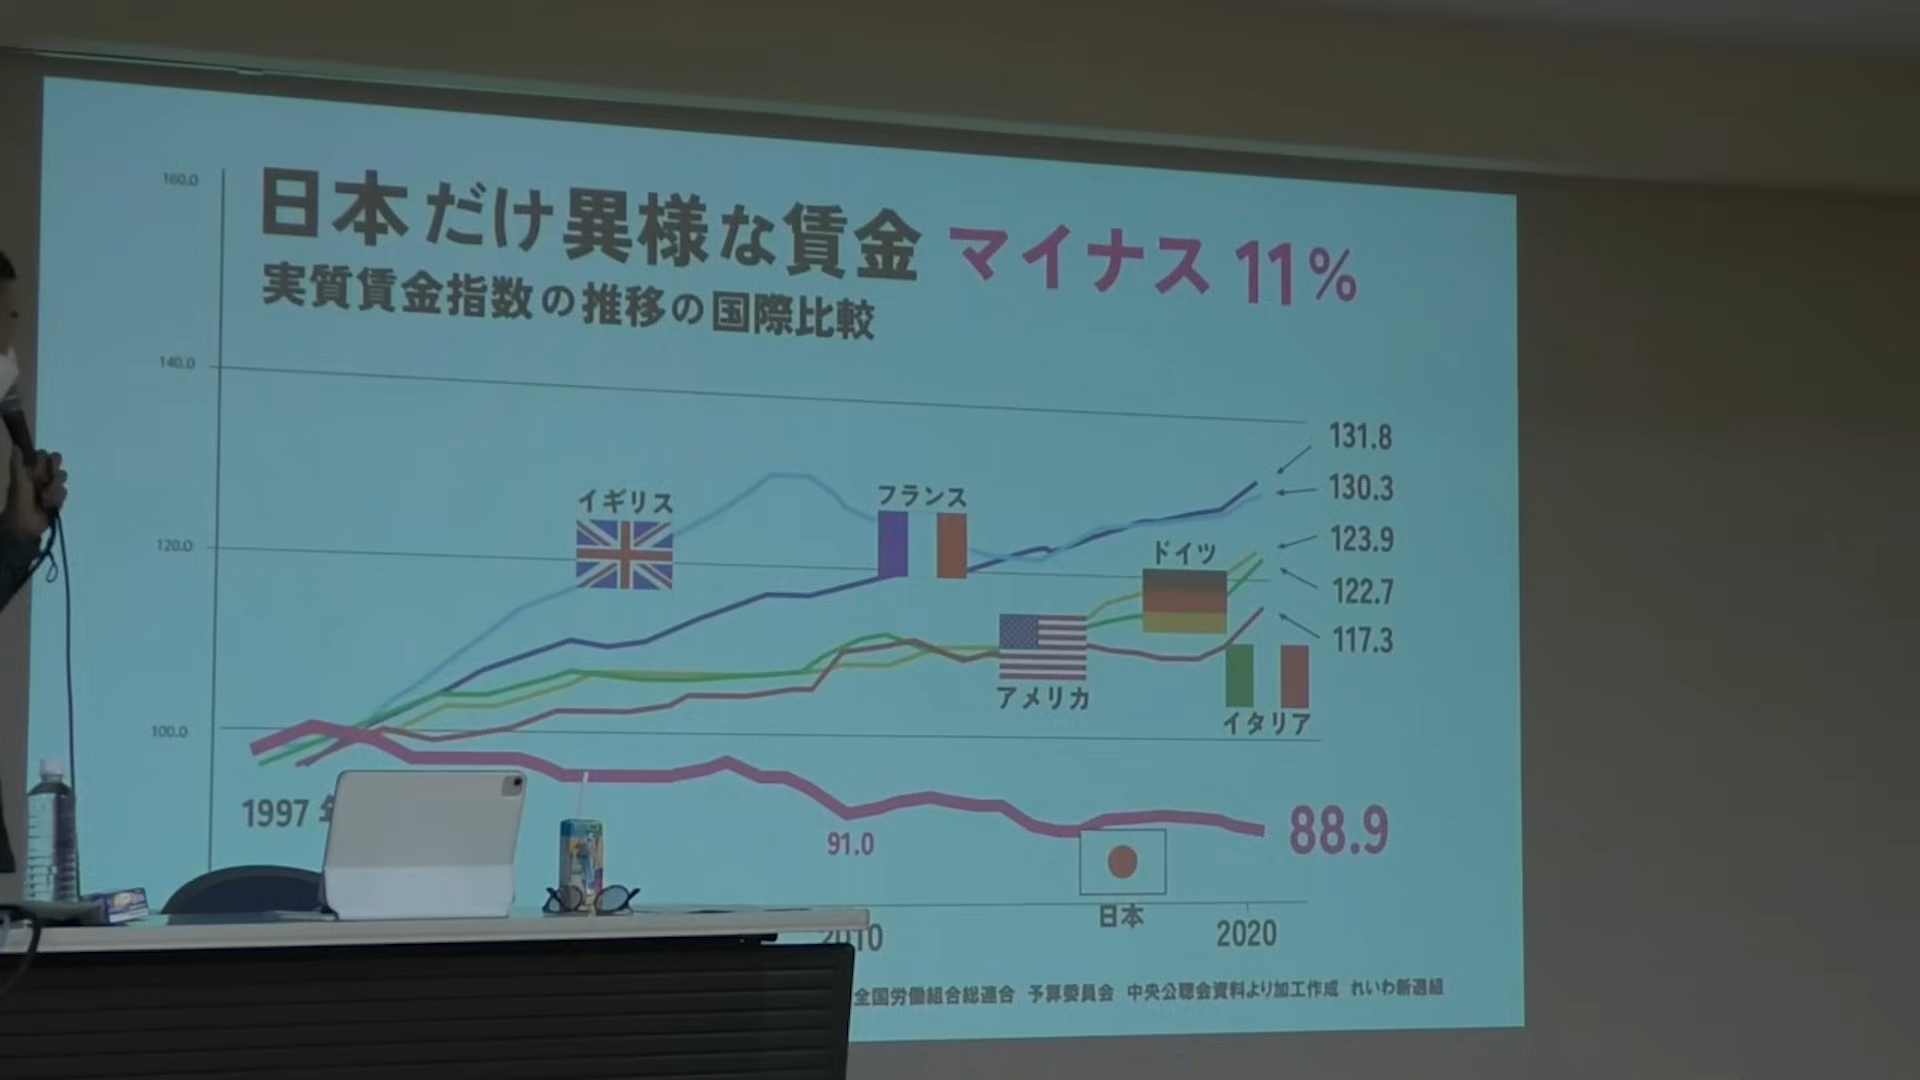 160.0
日本だけ異様な賃金 マイナス 11%
実質賃金指数の推移の国際比較
140.0
131.8
イギリス
フランス
130.3
120.0
ドイツ
123.9
122.7
117.3
アメリカ
イタリア
100.0
1997
91.0
88.9
日本
2010
2020
全国労働組合総連合 予算委員会 中央公聴会資料より加工作成 れいわ新選組